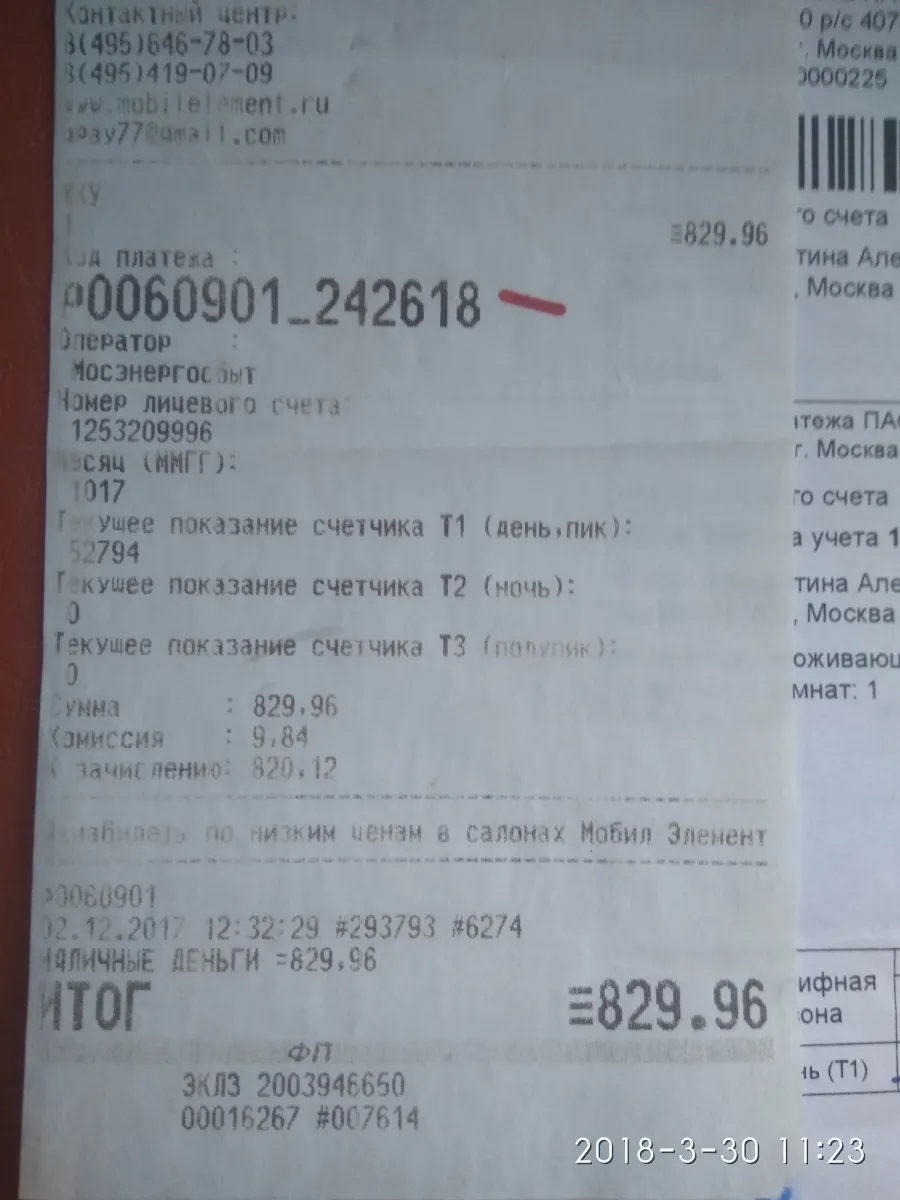 Контактный центр:
8(495)646-78-03
8(495)419-07-09
www.mobilelement.ru
pay77@gmail.com
≡829.96
Код платежа :
P0060901_242618
Оператор :
Мосэнергосбыт
Номер лицевого счета:
1253209996
Месяц (ММГГ):
1017
Текущее показание счетчика Т1 (день,пик):
52794
Текущее показание счетчика Т2 (ночь):
0
Текущее показание счетчика Т3 (полупик):
0
Сумма : 829.96
Комиссия : 9.84
К зачислению: 820.12
Авиабилеты по низким ценам в салонах Мобил Элемент
P0060901
02.12.2017 12:32:29 #293793 #6274
НАЛИЧНЫЕ ДЕНЬГИ =829.96
ИТОГ ≡829.96
ФП
ЭКЛЗ 2003946650
00016267 #007614
0 р/с 407
. Москва
0000225
го счета
тина Але
, Москва
атежа ПАО
г. Москва
го счета
а учета 1
тина Але
, Москва
оживающ
мнат: 1
ифная
она
нь (Т1)
2018-3-30 11:23